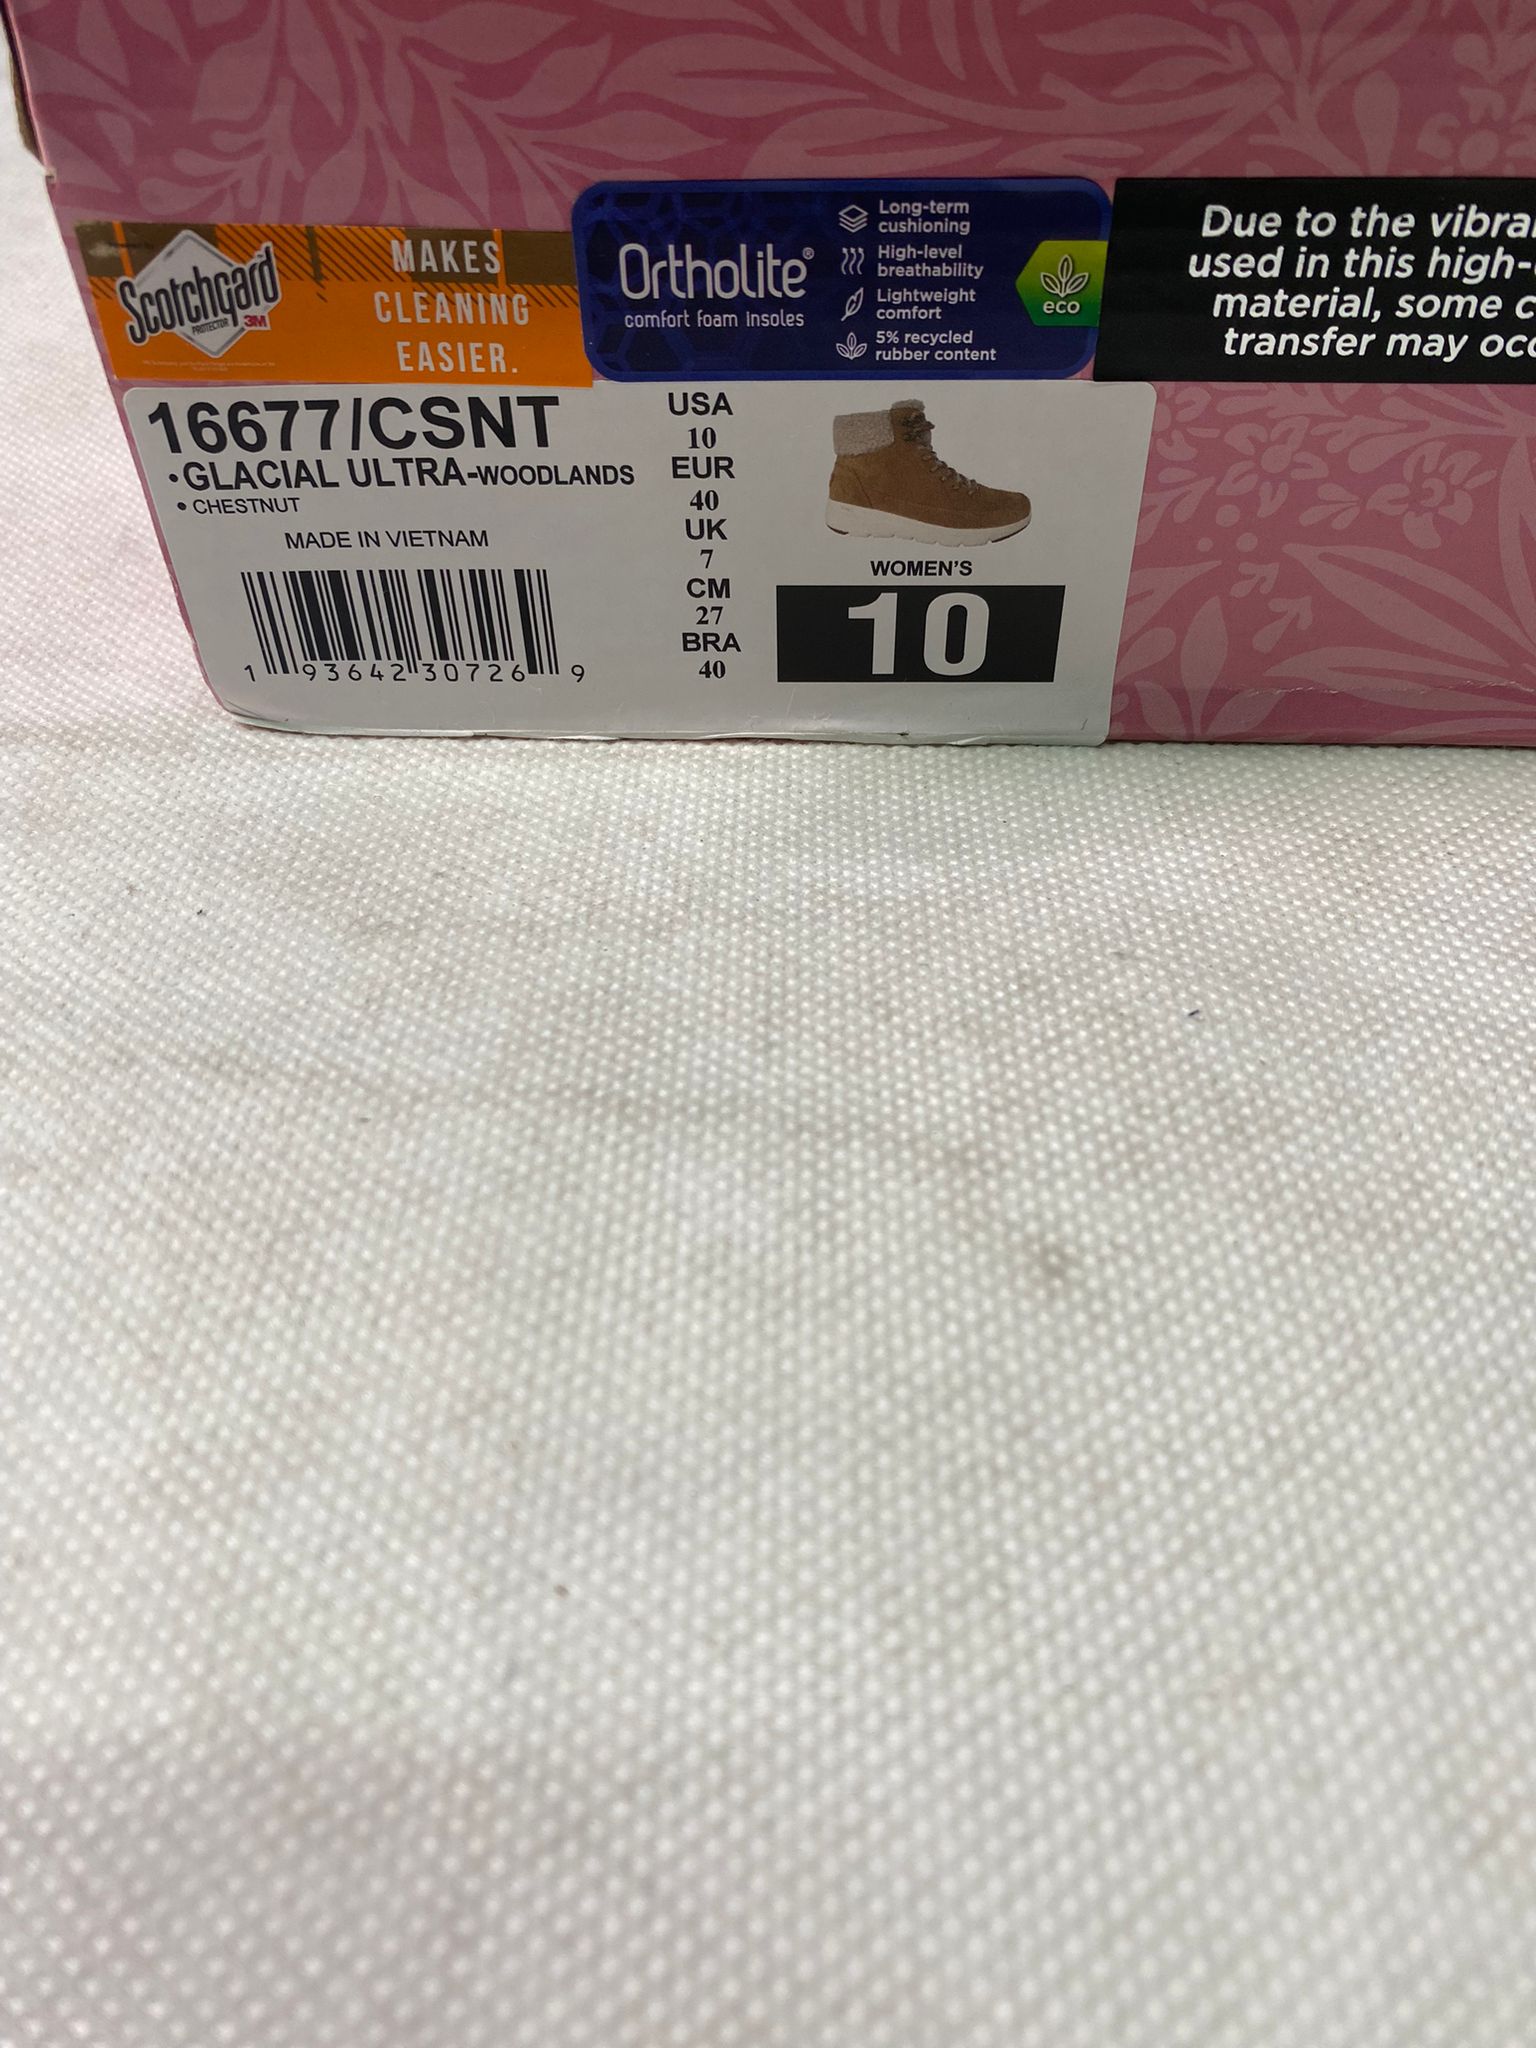 Scotchgard
PROTECTOR 3M
MAKES
CLEANING
EASIER.
OrthoLite®
comfort foam insoles
Long-term
cushioning
High-level
breathability
Lightweight
comfort
5% recycled
rubber content
eco
Due to the
used in this high-
material, some
transfer may
16677/CSNT
•GLACIAL ULTRA-WOODLANDS
• CHESTNUT
MADE IN VIETNAM
1 93642 30726 9
USA
10
EUR
40
UK
7
CM
27
BRA
40
WOMEN'S
10